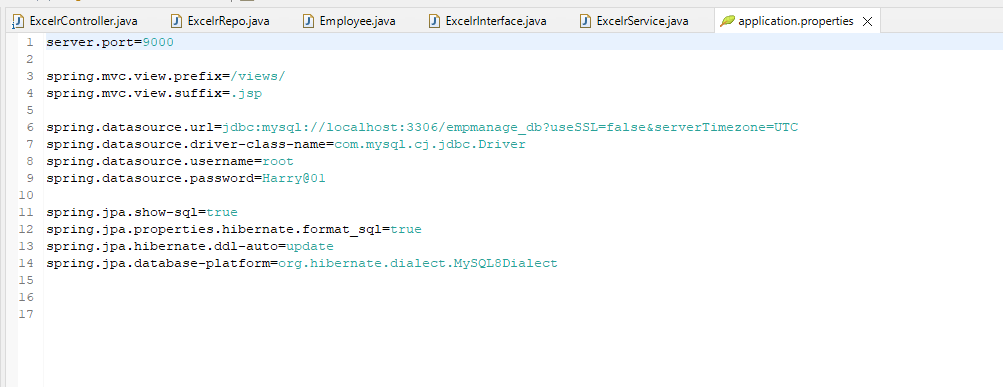 ExcelrController.java ExcelrRepo.java Employee.java ExcelrInterface.java ExcelrService.java application.properties
1 server.port=9000
2
3 spring.mvc.view.prefix=/views/
4 spring.mvc.view.suffix=.jsp
5
6 spring.datasource.url=jdbc:mysql://localhost:3306/empmanage_db?useSSL=false&serverTimezone=UTC
7 spring.datasource.driver-class-name=com.mysql.cj.jdbc.Driver
8 spring.datasource.username=root
9 spring.datasource.password=Harry@01
10
11 spring.jpa.show-sql=true
12 spring.jpa.properties.hibernate.format_sql=true
13 spring.jpa.hibernate.ddl-auto=update
14 spring.jpa.database-platform=org.hibernate.dialect.MySQL8Dialect
15
16
17